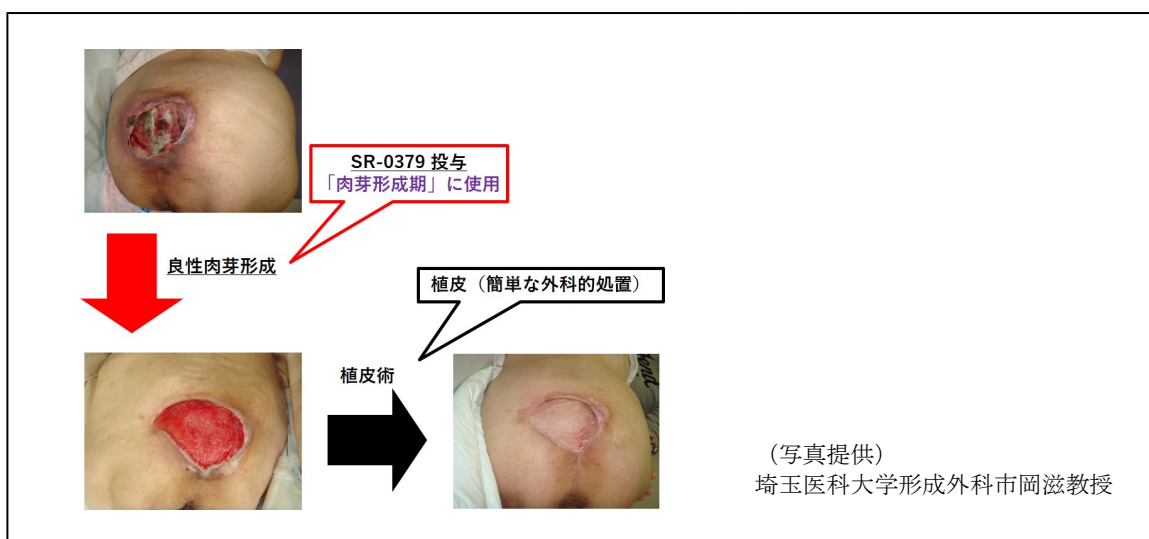 SR-0379 投与
「肉芽形成期」に使用
良性肉芽形成
植皮（簡単な外科的処置）
植皮術
（写真提供）
埼玉医科大学形成外科市岡滋教授